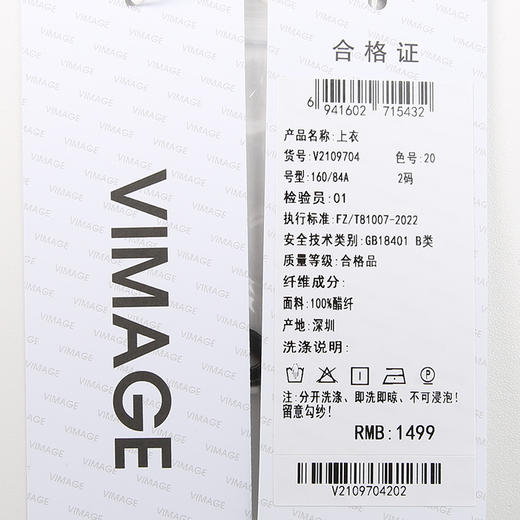 VIMAGE
合格证
6 941602 715432
产品名称:上衣
货号:V2109704 色号:20
号型:160/84A 2码
检验员:01
执行标准:FZ/T81007-2022
安全技术类别:GB18401 B类
质量等级:合格品
纤维成分:
面料:100%醋纤
产地:深圳
洗涤说明:
注:分开洗涤、即洗即晾、不可浸泡!
留意勾纱!
RMB:1499
V2109704202